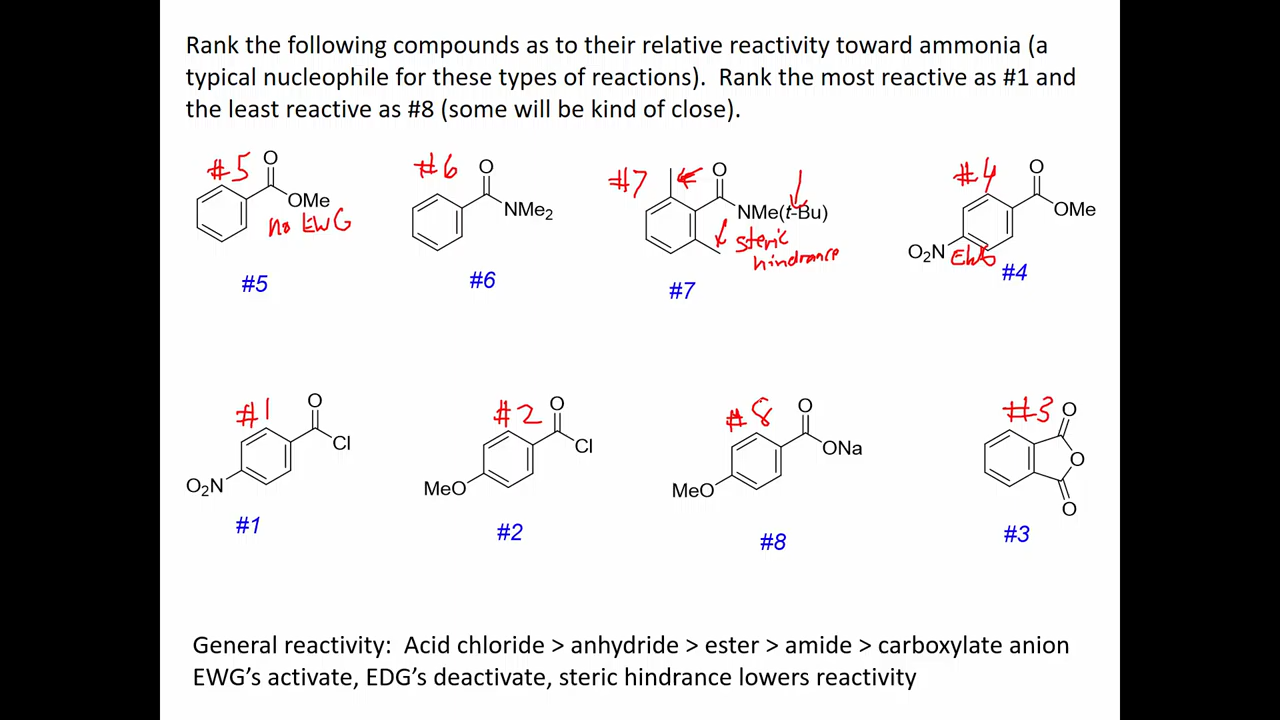 Rank the following compounds as to their relative reactivity toward ammonia (a
typical nucleophile for these types of reactions). Rank the most reactive as #1 and
the least reactive as #8 (some will be kind of close).
#5 O OMe no EWG
#5
#6 O NMe2
#6
#7 O NMe(t-Bu) steric
hindrance
#7
#4 O OMe O2N EWG
#4
#1 O Cl O2N
#1
#2 O Cl MeO
#2
#8 O ONa MeO
#8
#3 O O O
#3
General reactivity: Acid chloride > anhydride > ester > amide > carboxylate anion
EWG's activate, EDG's deactivate, steric hindrance lowers reactivity